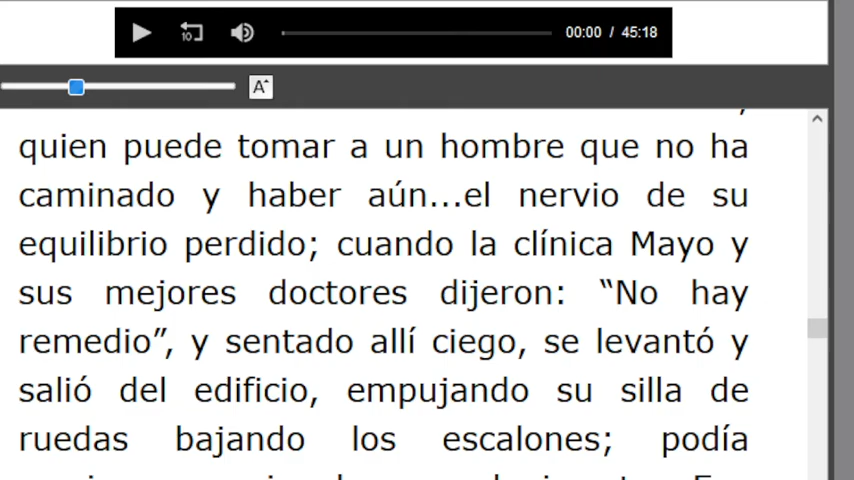 10
00:00 / 45:18
A
quien puede tomar a un hombre que no ha
caminado y haber aún...el nervio de su
equilibrio perdido; cuando la clínica Mayo y
sus mejores doctores dijeron: “No hay
remedio”, y sentado allí ciego, se levantó y
salió del edificio, empujando su silla de
ruedas bajando los escalones; podía